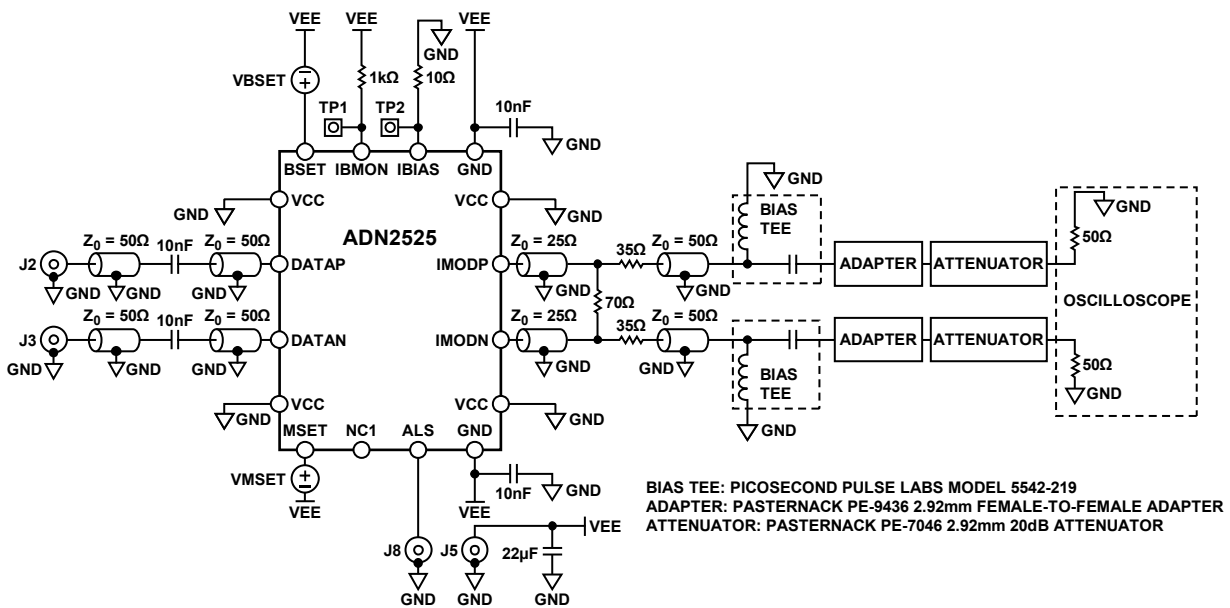 VEE VEE VEE
GND
VBSET
1kΩ 10Ω
TP1 TP2
10nF
GND
BSET IBMON IBIAS GND
VCC VCC
GND GND
ADN2525
GND
BIAS
TEE
GND
50Ω
Z0 = 50Ω 10nF Z0 = 50Ω
Z0 = 25Ω 35Ω Z0 = 50Ω
J2 DATAP IMODP
ADAPTER ATTENUATOR
GND GND GND GND GND
70Ω
OSCILLOSCOPE
Z0 = 50Ω 10nF Z0 = 50Ω
Z0 = 25Ω 35Ω Z0 = 50Ω
J3 DATAN IMODN
ADAPTER ATTENUATOR
GND GND GND GND GND
BIAS
TEE
50Ω
GND
VCC VCC
GND GND
GND
MSET NC1 ALS GND
VMSET
VEE
10nF
GND
VEE
VEE
J8 J5 22µF
GND GND GND
BIAS TEE: PICOSECOND PULSE LABS MODEL 5542-219
ADAPTER: PASTERNACK PE-9436 2.92mm FEMALE-TO-FEMALE ADAPTER
ATTENUATOR: PASTERNACK PE-7046 2.92mm 20dB ATTENUATOR